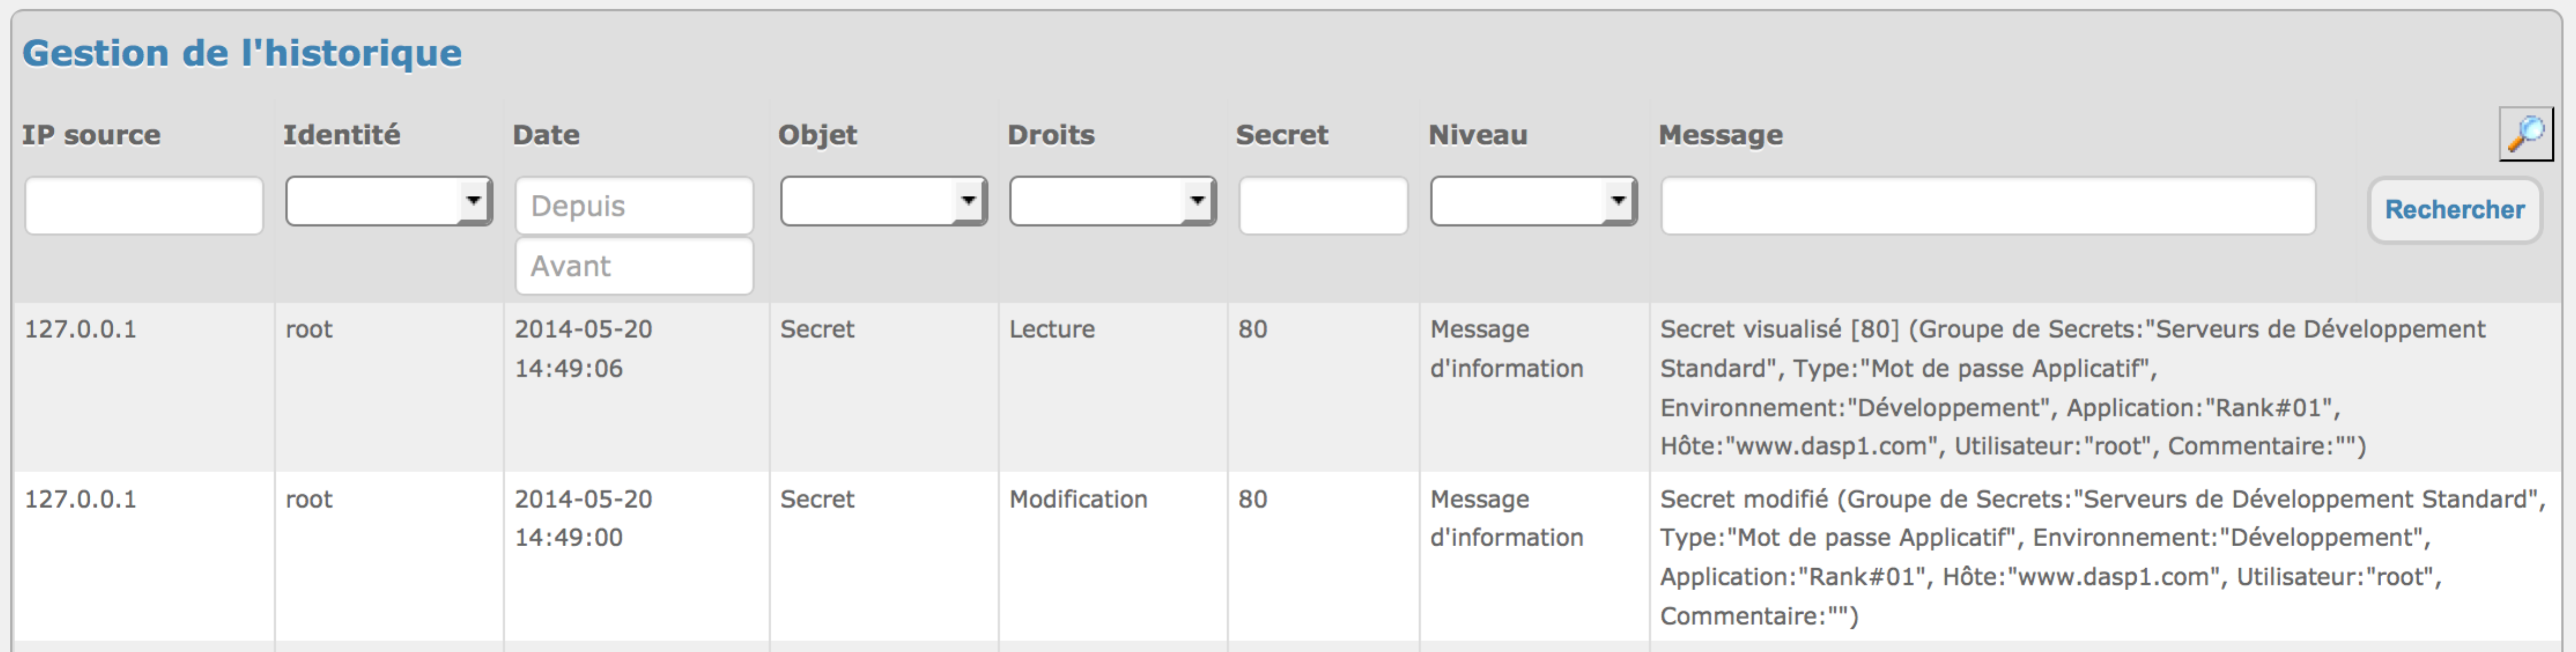 Gestion de l'historique
IP source Identité Date Objet Droits Secret Niveau Message
Depuis
Rechercher
Avant
127.0.0.1 root 2014-05-20 Secret Lecture 80 Message Secret visualisé [80] (Groupe de Secrets:"Serveurs de Développement
14:49:06 d'information Standard", Type:"Mot de passe Applicatif",
Environnement:"Développement", Application:"Rank#01",
Hôte:"www.dasp1.com", Utilisateur:"root", Commentaire:"")
127.0.0.1 root 2014-05-20 Secret Modification 80 Message Secret modifié (Groupe de Secrets:"Serveurs de Développement Standard",
14:49:00 d'information Type:"Mot de passe Applicatif", Environnement:"Développement",
Application:"Rank#01", Hôte:"www.dasp1.com", Utilisateur:"root",
Commentaire:"")